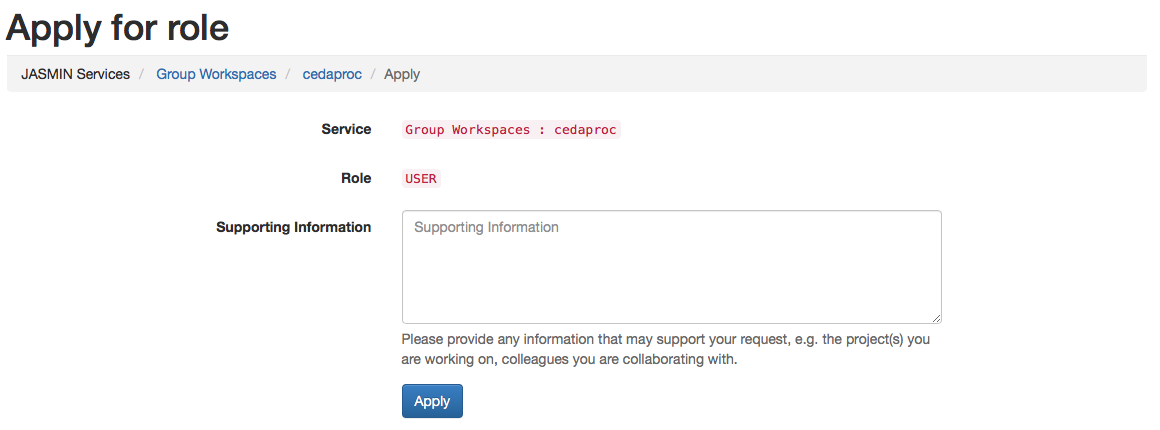 Apply for role
JASMIN Services / Group Workspaces / cedaproc / Apply
Service Group Workspaces : cedaproc
Role USER
Supporting Information Supporting Information
Please provide any information that may support your request, e.g. the project(s) you
are working on, colleagues you are collaborating with.
Apply